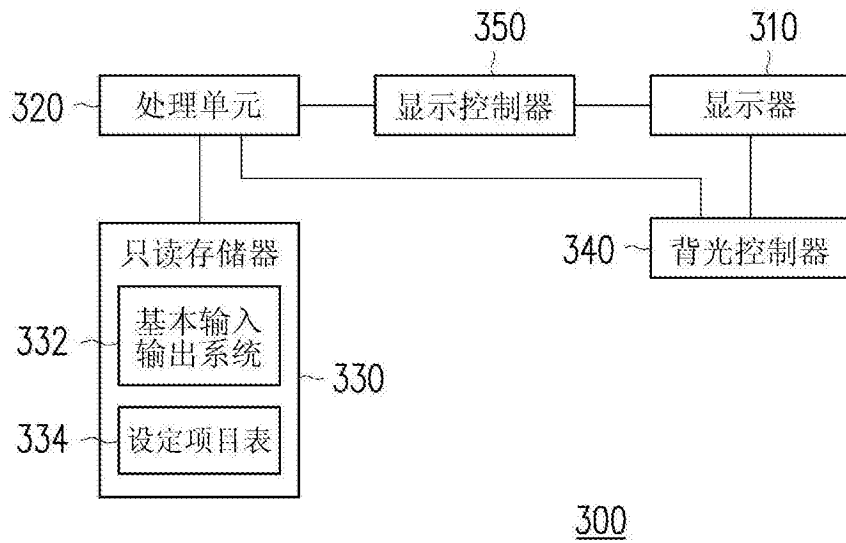 350
310
320
处理单元
显示控制器
显示器
只读存储器
340
背光控制器
332
基本输入
输出系统
330
334
设定项目表
300